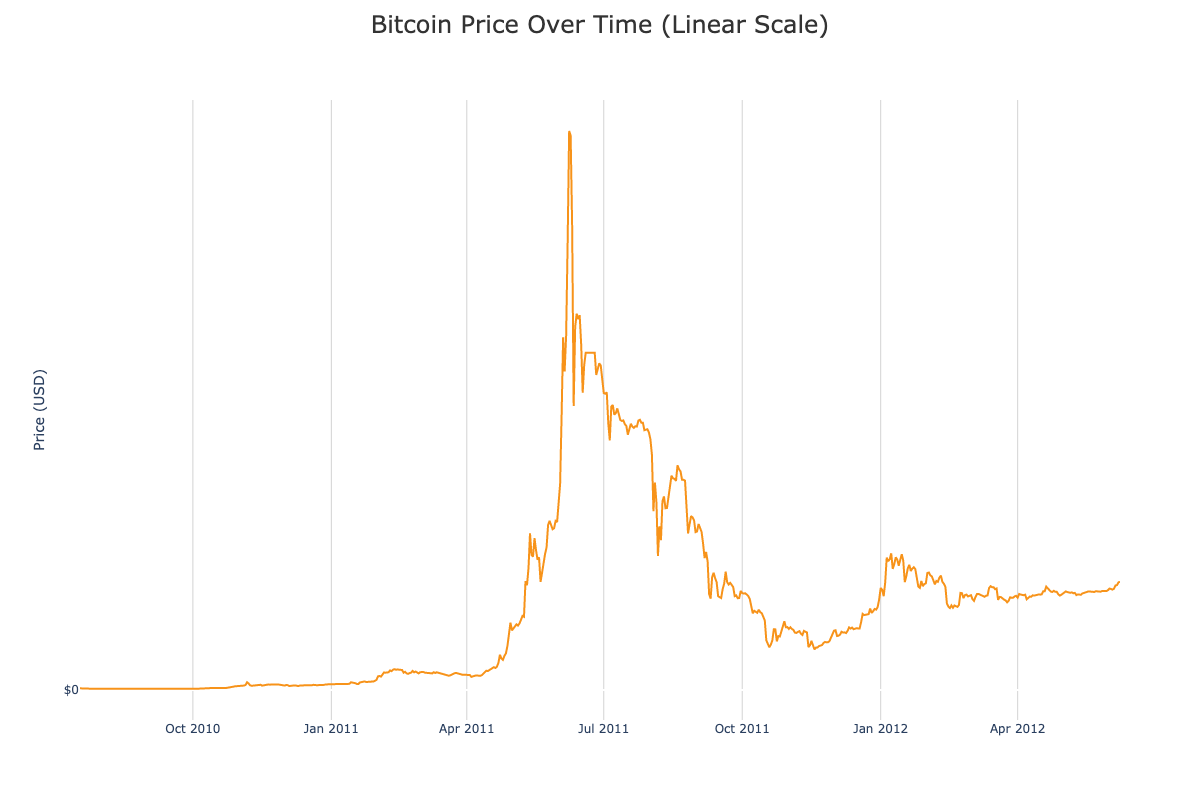 Bitcoin Price Over Time (Linear Scale)
Price (USD)
$0
Oct 2010
Jan 2011
Apr 2011
Jul 2011
Oct 2011
Jan 2012
Apr 2012